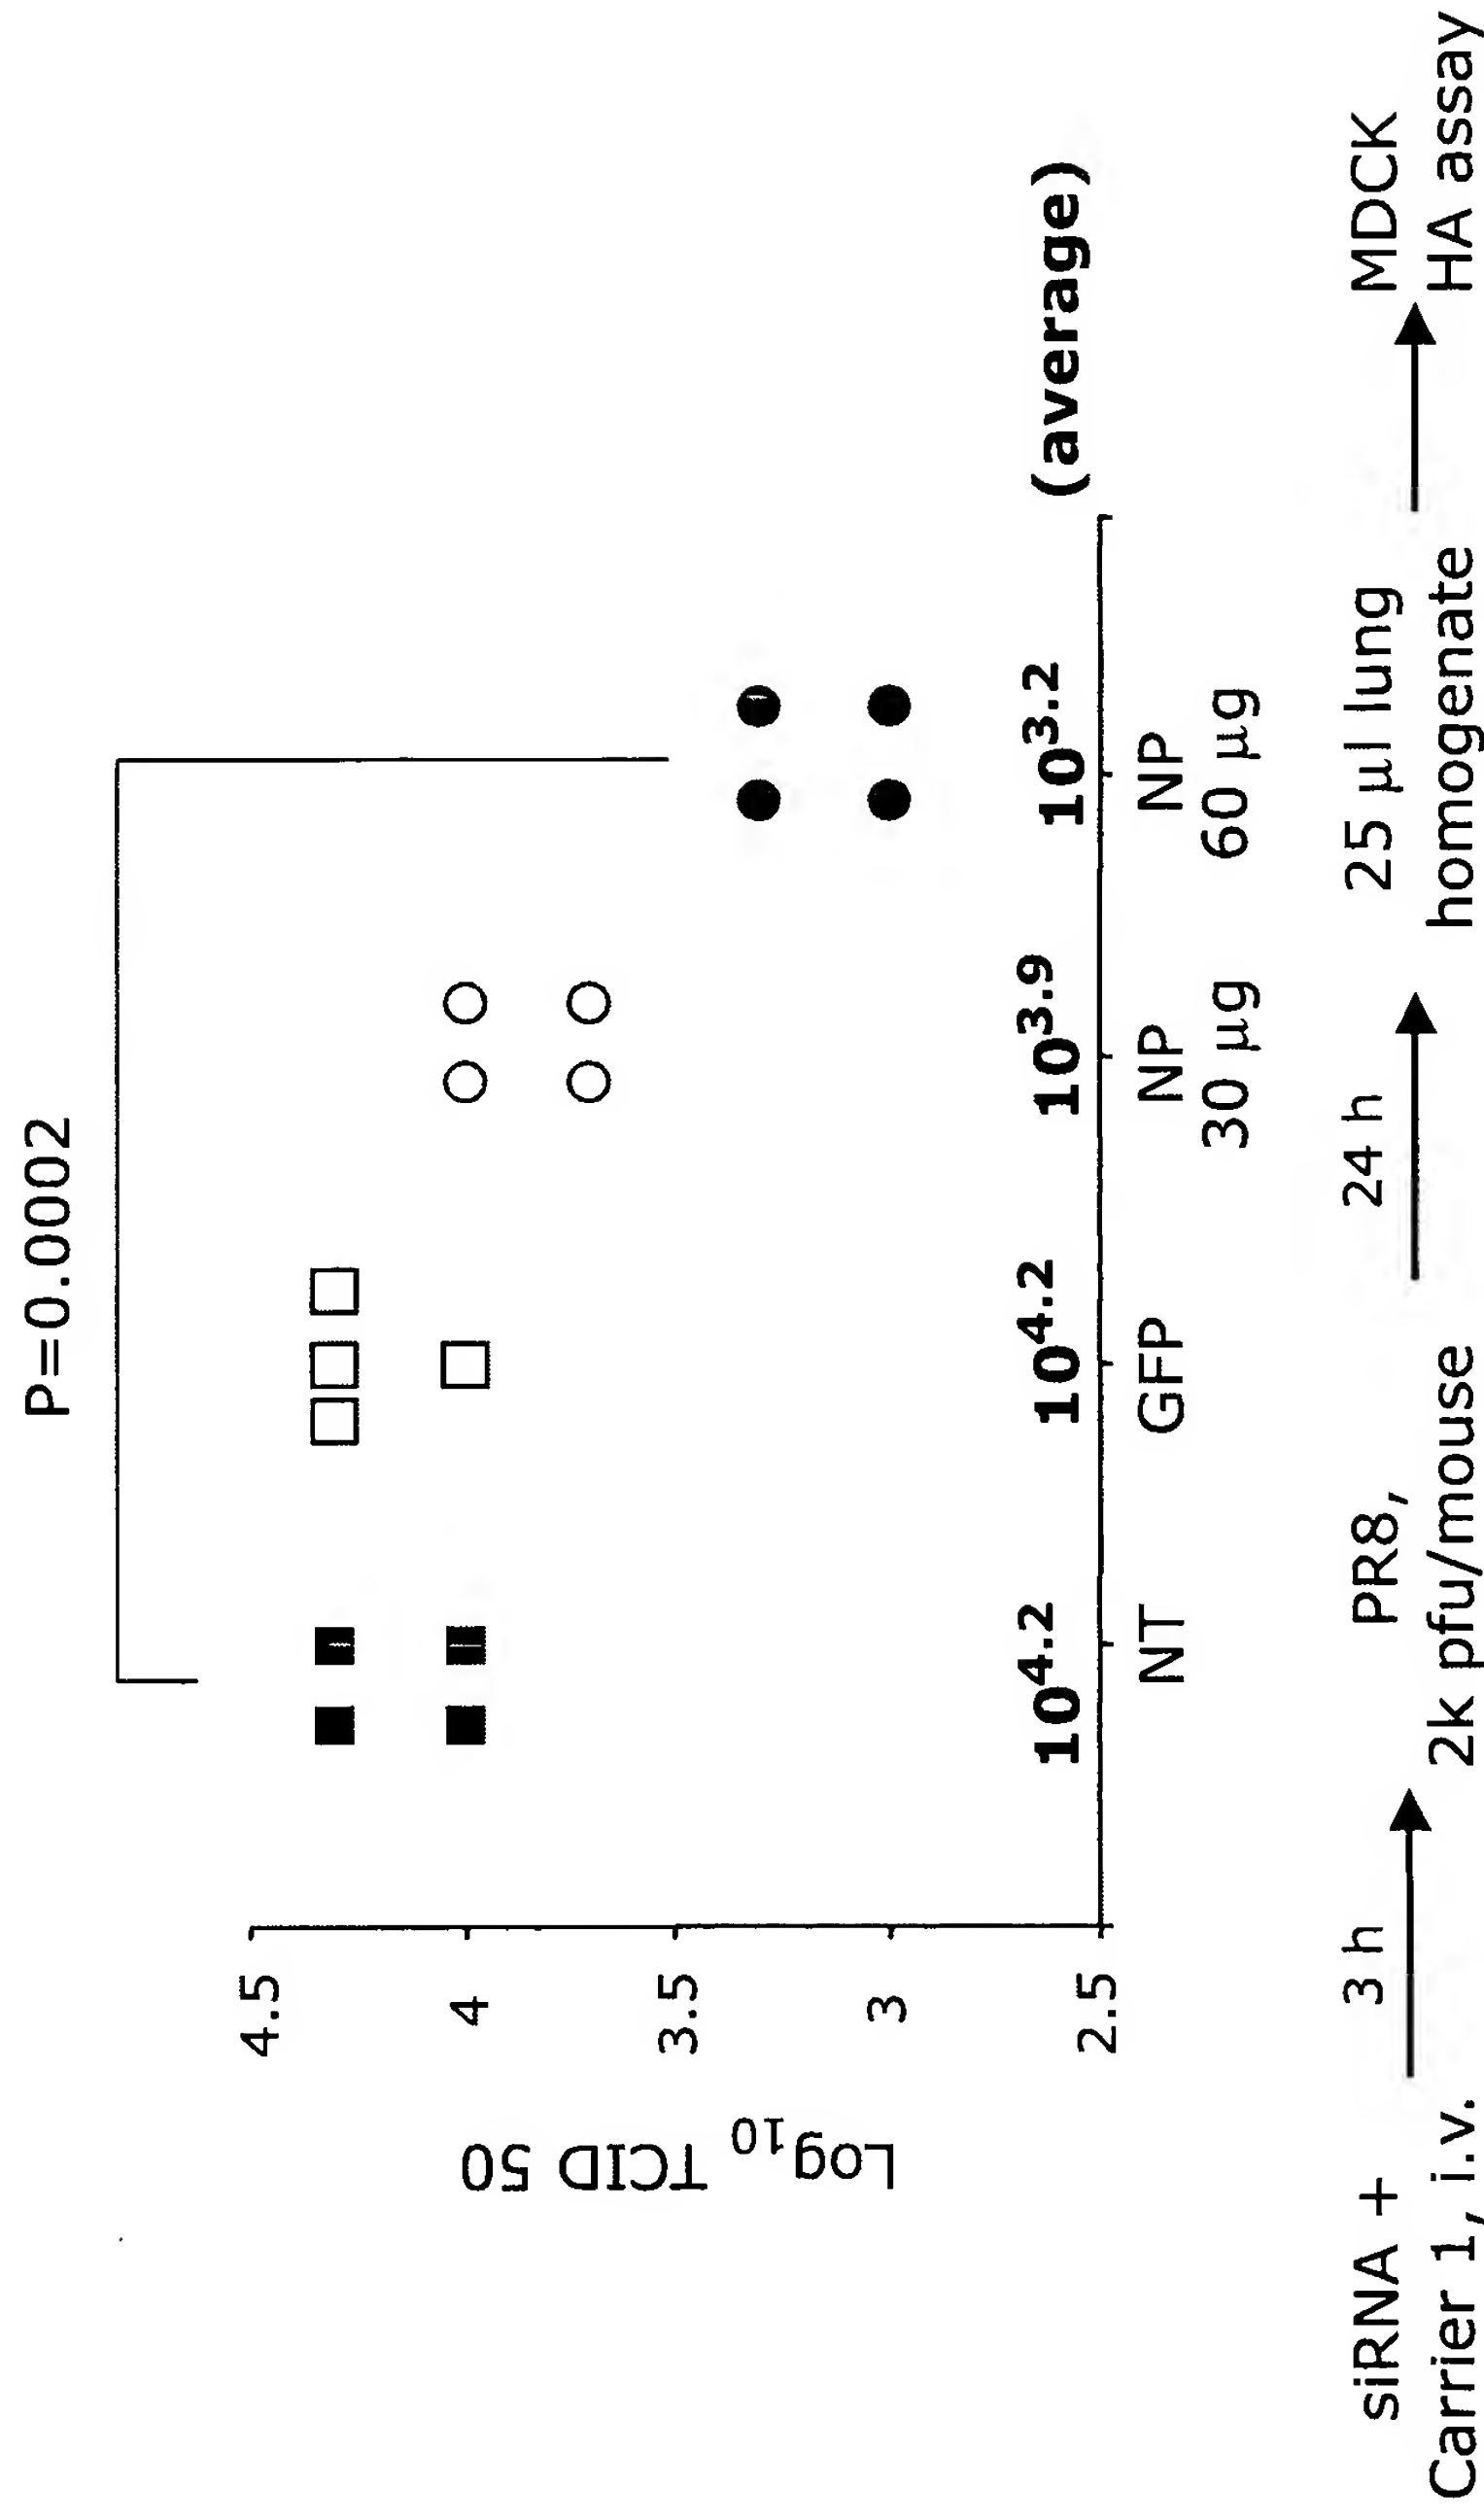 P=0.0002
4.5
4
3.5
3
2.5
Log10 TCID 50
10^4.2 10^4.2 10^3.9 10^3.2 (average)
NT GFP NP NP
30 µg 60 µg
siRNA + 3 h PR8, 24 h 25 µl lung MDCK
Carrier 1, i.v. 2k pfu/mouse homogenate HA assay